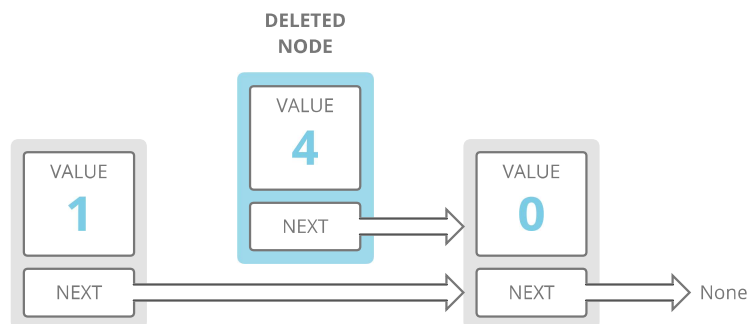 DELETED
NODE
VALUE
4
NEXT
VALUE
1
NEXT
VALUE
0
NEXT
None